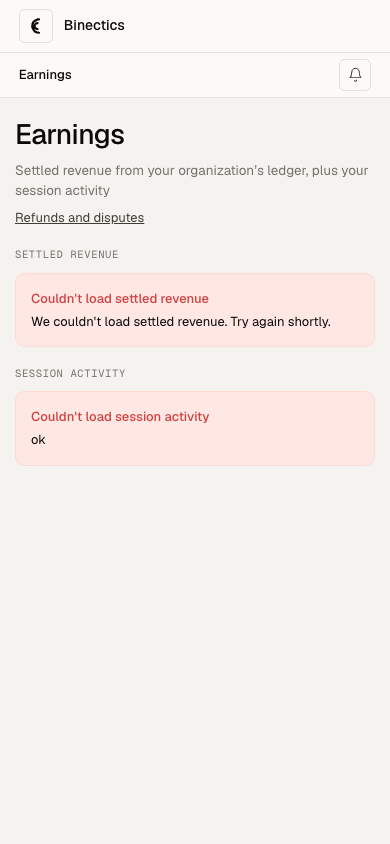 Binectics
Earnings
Earnings
Settled revenue from your organization's ledger, plus your
session activity
Refunds and disputes
SETTLED REVENUE
Couldn't load settled revenue
We couldn't load settled revenue. Try again shortly.
SESSION ACTIVITY
Couldn't load session activity
ok